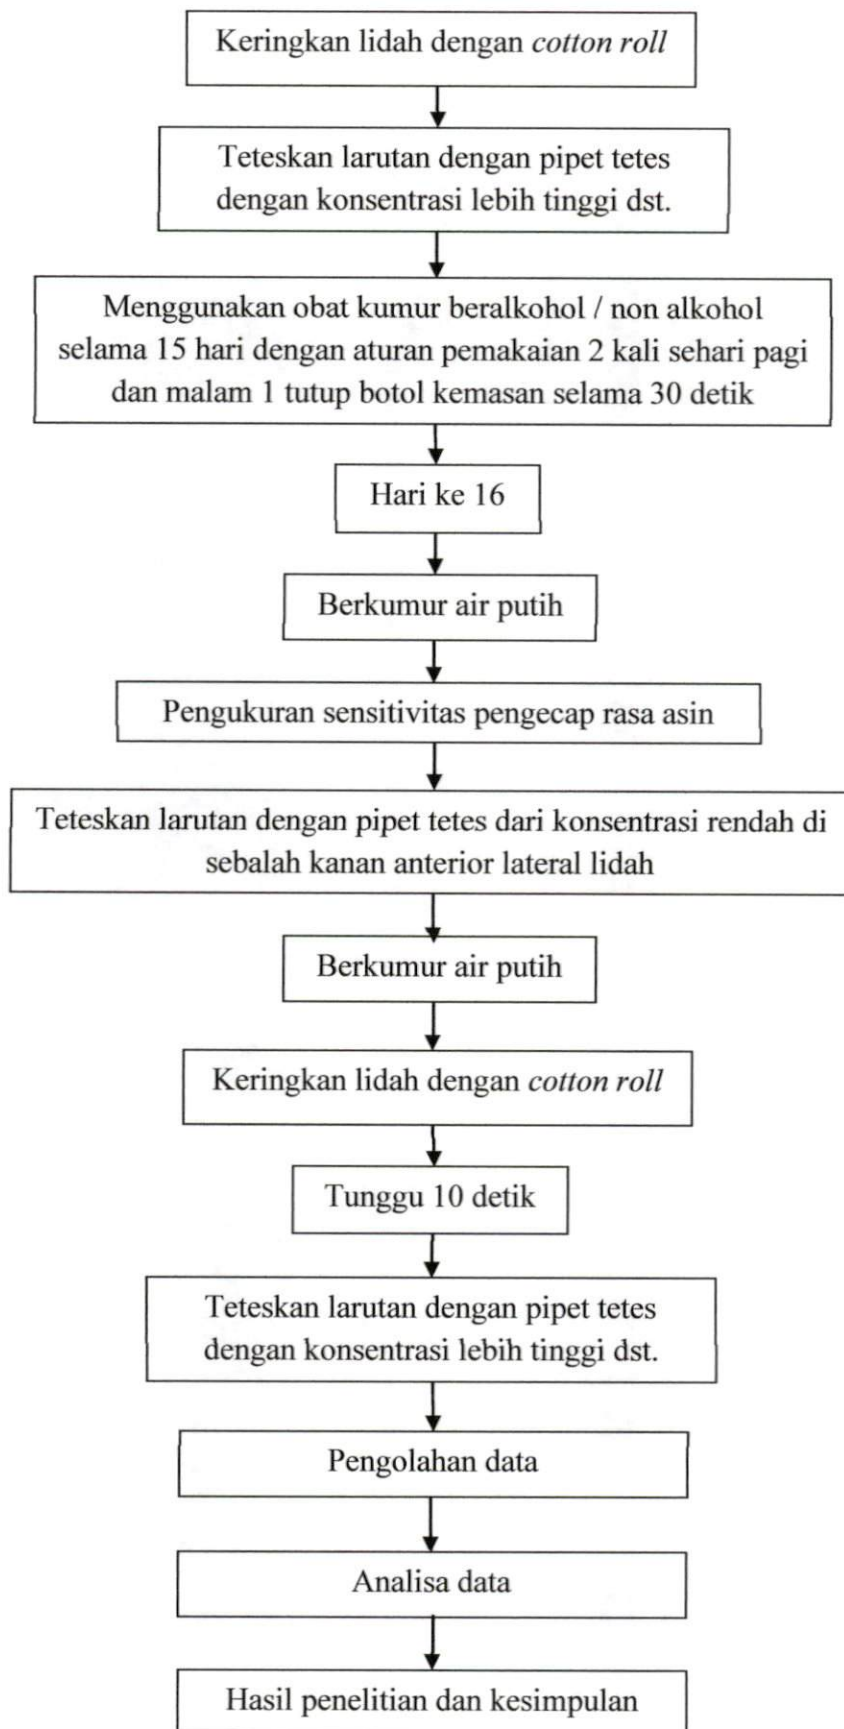 Keringkan lidah dengan cotton roll
Teteskan larutan dengan pipet tetes
dengan konsentrasi lebih tinggi dst.
Menggunakan obat kumur beralkohol / non alkohol
selama 15 hari dengan aturan pemakaian 2 kali sehari pagi
dan malam 1 tutup botol kemasan selama 30 detik
Hari ke 16
Berkumur air putih
Pengukuran sensitivitas pengecap rasa asin
Teteskan larutan dengan pipet tetes dari konsentrasi rendah di
sebalah kanan anterior lateral lidah
Berkumur air putih
Keringkan lidah dengan cotton roll
Tunggu 10 detik
Teteskan larutan dengan pipet tetes
dengan konsentrasi lebih tinggi dst.
Pengolahan data
Analisa data
Hasil penelitian dan kesimpulan